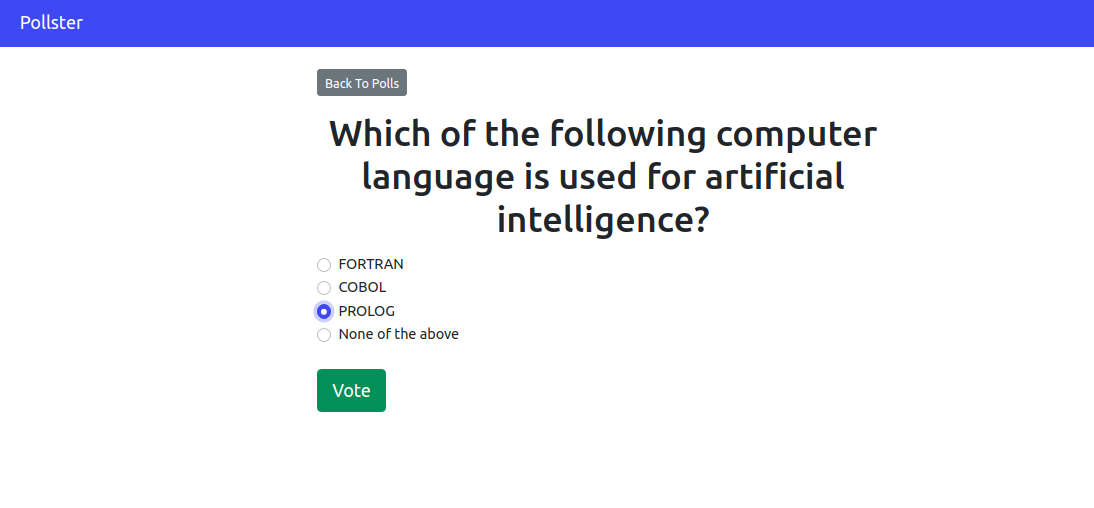 Pollster
Back To Polls
Which of the following computer
language is used for artificial
intelligence?
FORTRAN
COBOL
PROLOG
None of the above
Vote